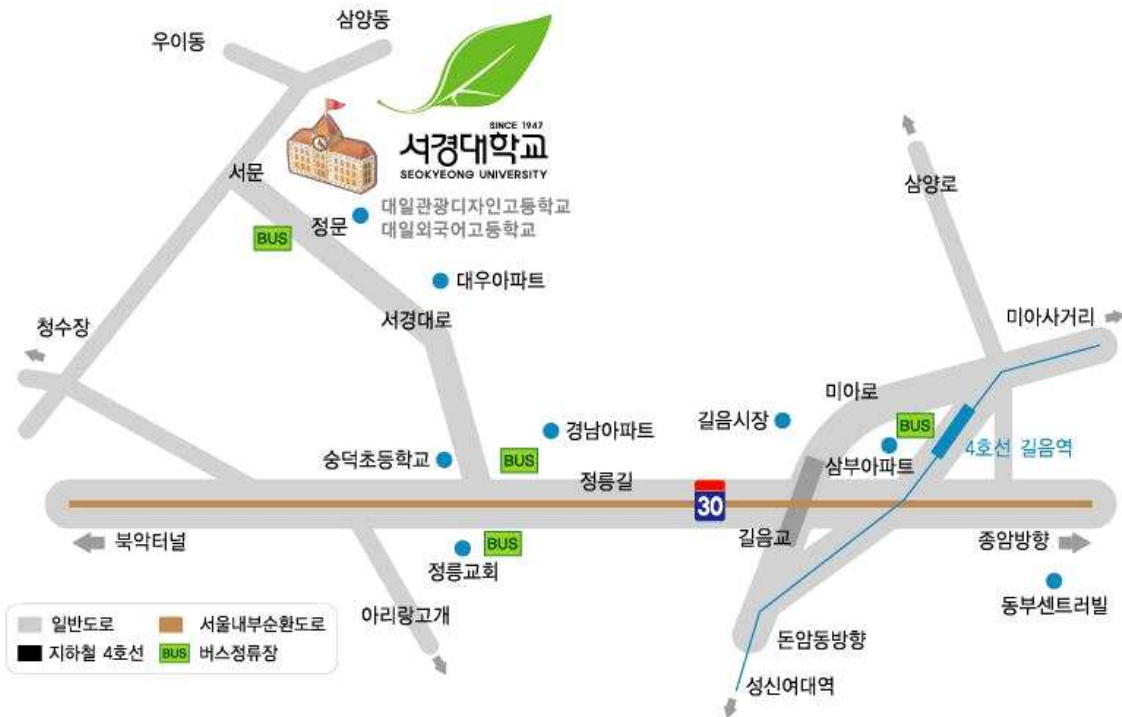 삼양동
우이동
SINCE 1947
서경대학교
SEOKYEONG UNIVERSITY
서문
삼양로
대일관광디자인고등학교
정문
대일외국어고등학교
BUS
대우아파트
서경대로
미아사거리
청수장
미아로
길음시장
경남아파트
BUS
4호선 길음역
숭덕초등학교
BUS
삼부아파트
정릉길
30
북악터널
길음교
종암방향
BUS
정릉교회
동부센트러빌
아리랑고개
일반도로
서울내부순환도로
지하철 4호선
BUS 버스정류장
돈암동방향
성신여대역